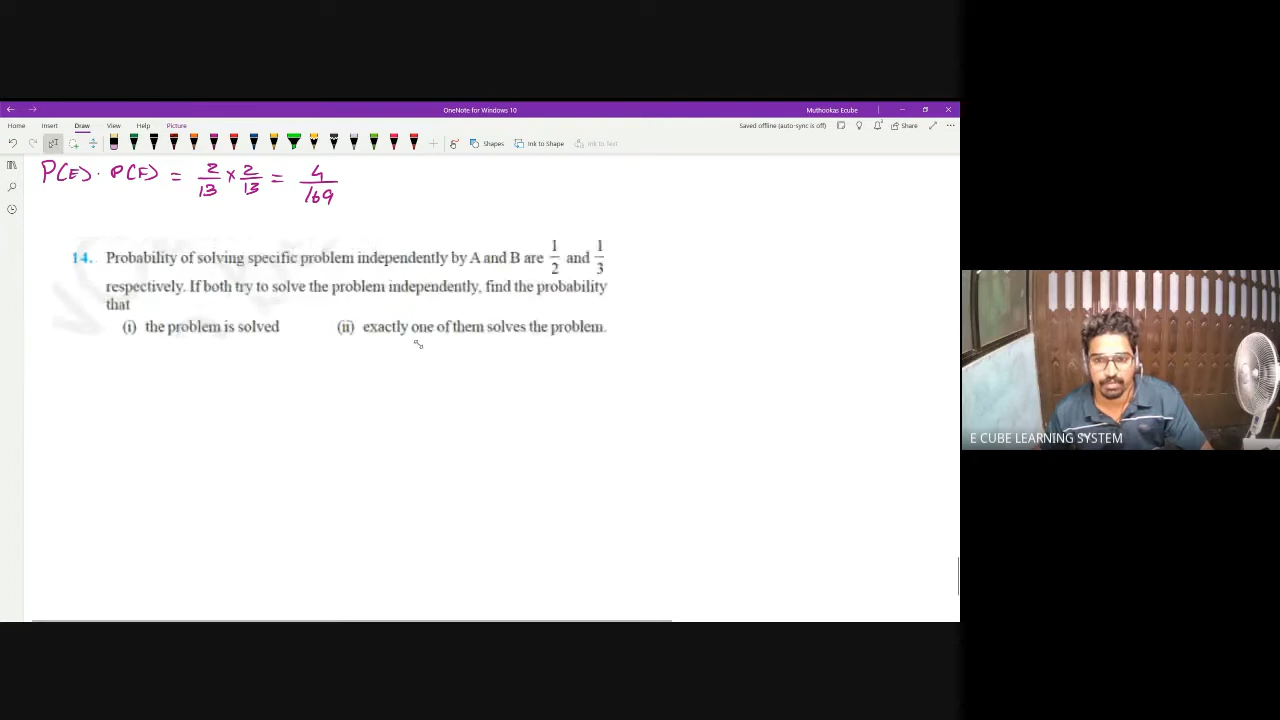 OneNote for Windows 10
Muthookas Ecube
Home Insert Draw View Help Picture
Saved offline (auto-sync is off) Share
Shapes Ink to Shape Ink to Text
P(E) · P(F) = 2/13 × 2/13 = 4/169
14. Probability of solving specific problem independently by A and B are 1/2 and 1/3
respectively. If both try to solve the problem independently, find the probability
that
(i) the problem is solved (ii) exactly one of them solves the problem.
E CUBE LEARNING SYSTEM